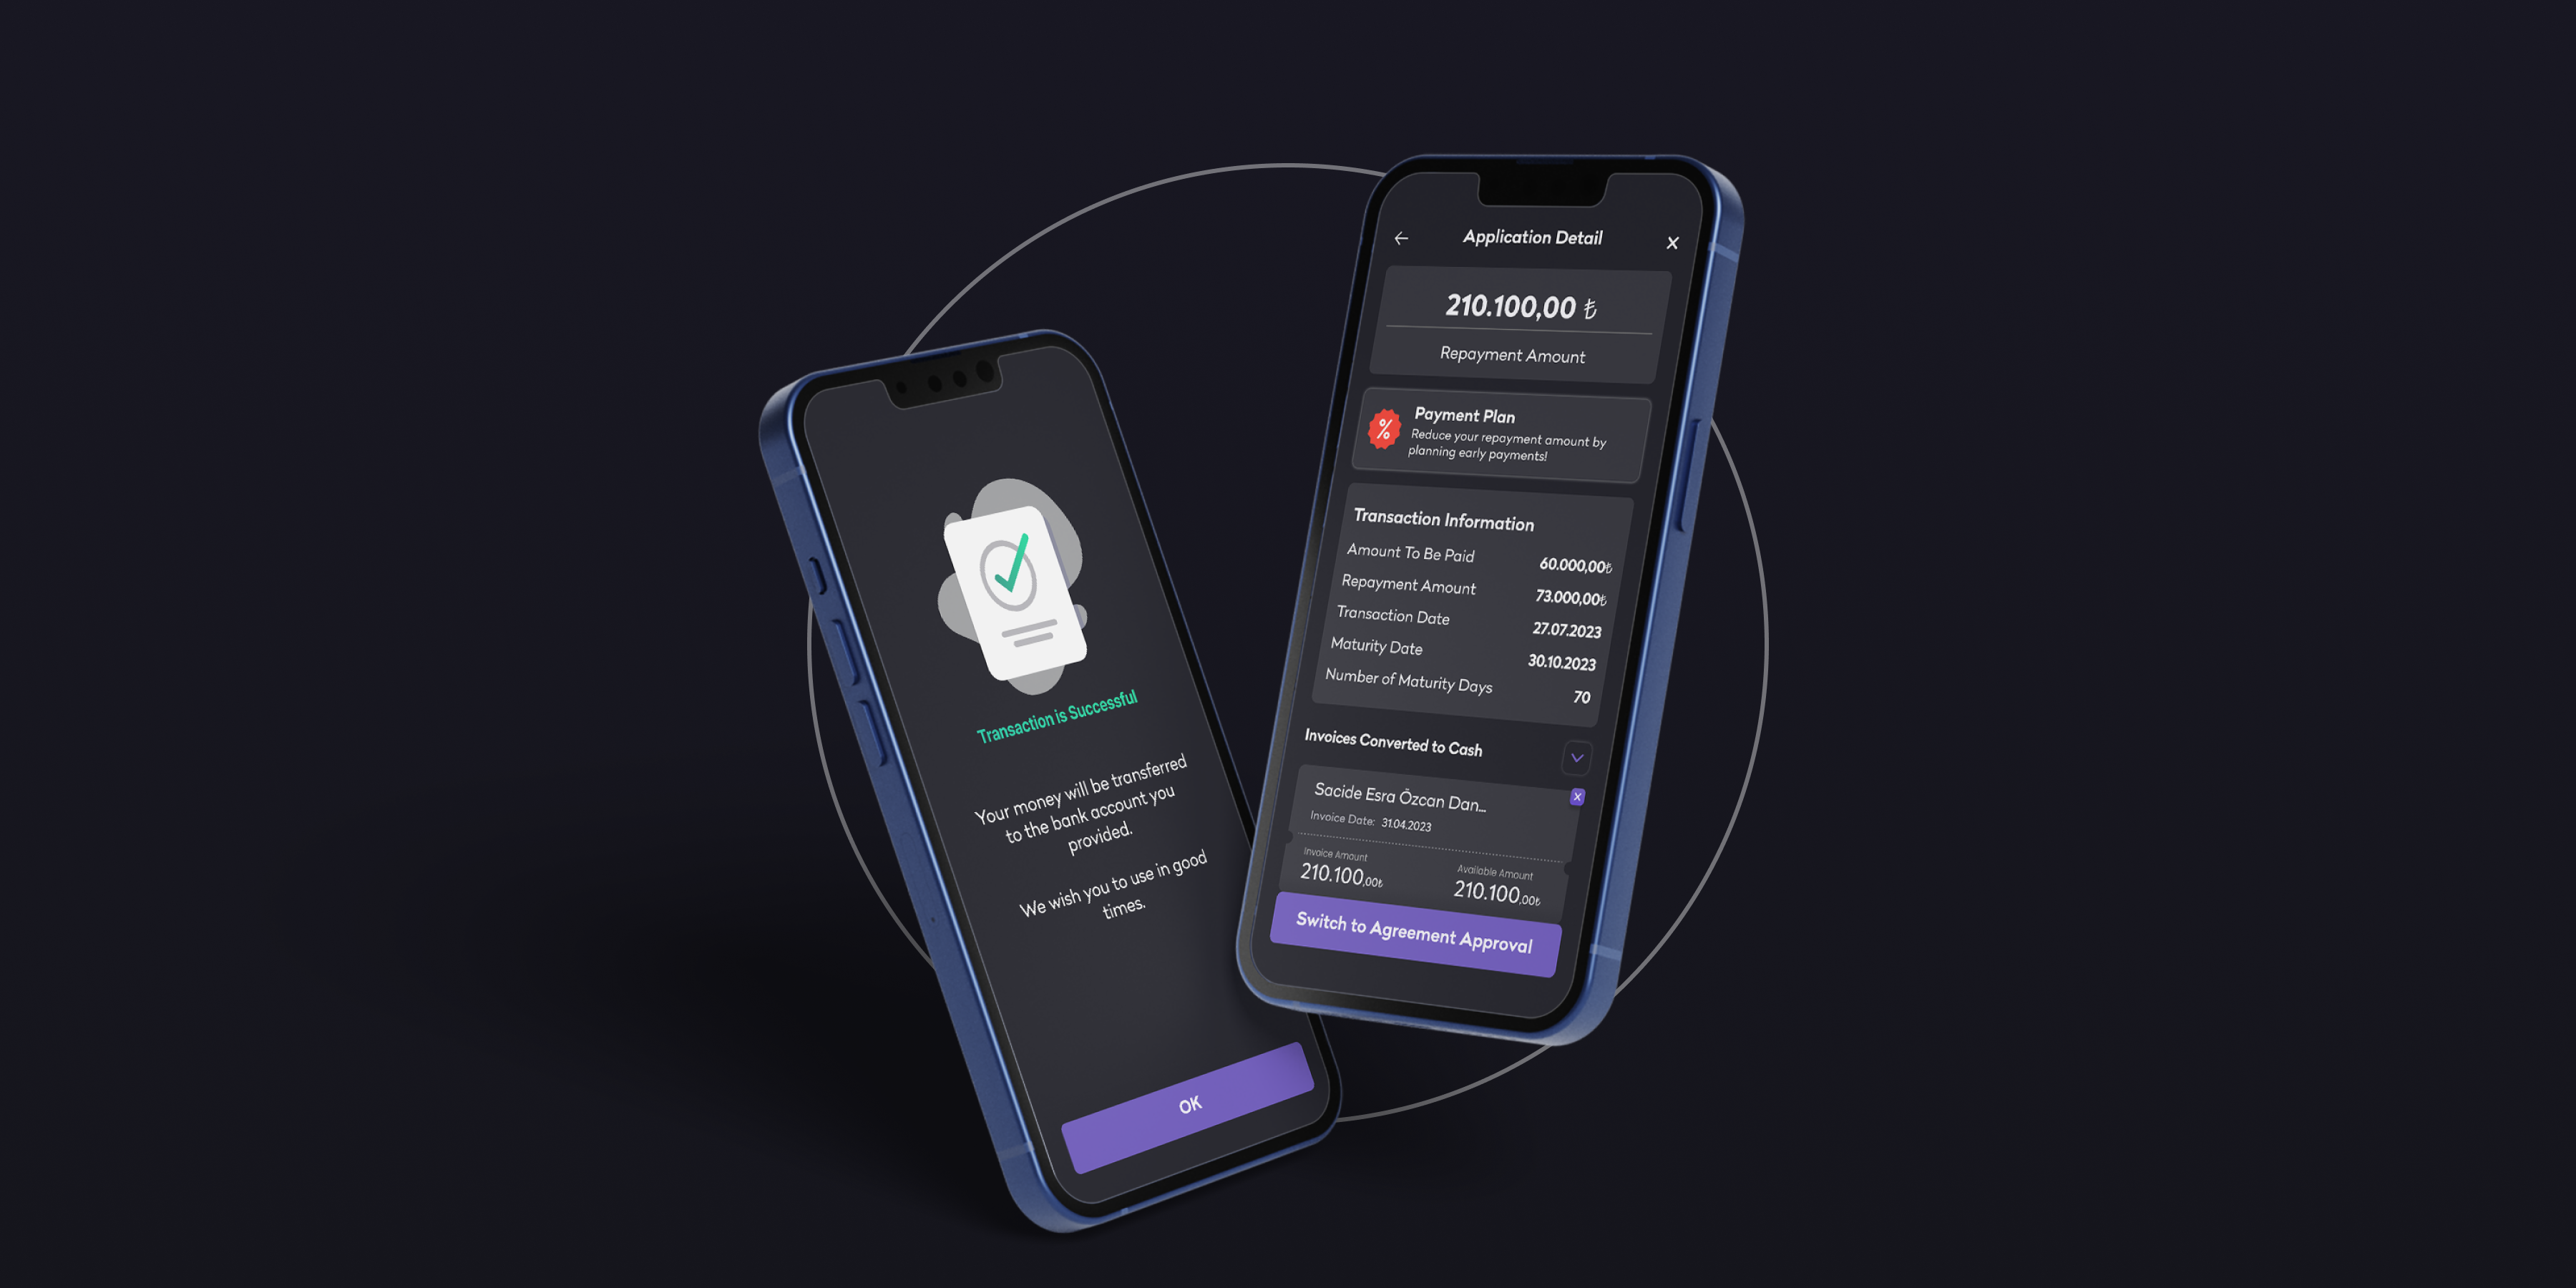 Transaction is Successful
Your money will be transferred
to the bank account you
provided.
We wish you to use in good
times.
OK
Application Detail
210.100,00 ₺
Repayment Amount
%
Payment Plan
Reduce your repayment amount by
planning early payments!
Transaction Information
Amount To Be Paid 60.000,00₺
Repayment Amount 73.000,00₺
Transaction Date 27.07.2023
Maturity Date 30.10.2023
Number of Maturity Days 70
Invoices Converted to Cash
Sacide Esra Özcan Dan...
Invoice Date: 31.04.2023
Invoice Amount Available Amount
210.100,00₺ 210.100,00₺
Switch to Agreement Approval